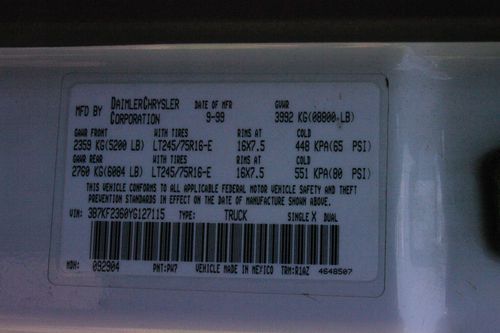 MFD BY DAIMLERCHRYSLER CORPORATION DATE OF MFR 9-99 GVWR 3992 KG(08800 LB)
GAWR FRONT WITH TIRES RIMS AT COLD
2359 KG(5200 LB) LT245/75R16-E 16X7.5 448 KPA(65 PSI)
GAWR REAR WITH TIRES RIMS AT COLD
2760 KG(6084 LB) LT245/75R16-E 16X7.5 551 KPA(80 PSI)
THIS VEHICLE CONFORMS TO ALL APPLICABLE FEDERAL MOTOR VEHICLE SAFETY AND THEFT
PREVENTION STANDARDS IN EFFECT ON THE DATE OF MANUFACTURE SHOWN ABOVE.
VIN: 3B7KF2360YG127115 TYPE: TRUCK SINGLE X DUAL
MDH: 092904 PNT:PW7 VEHICLE MADE IN MEXICO TRM:R1AZ 4648507